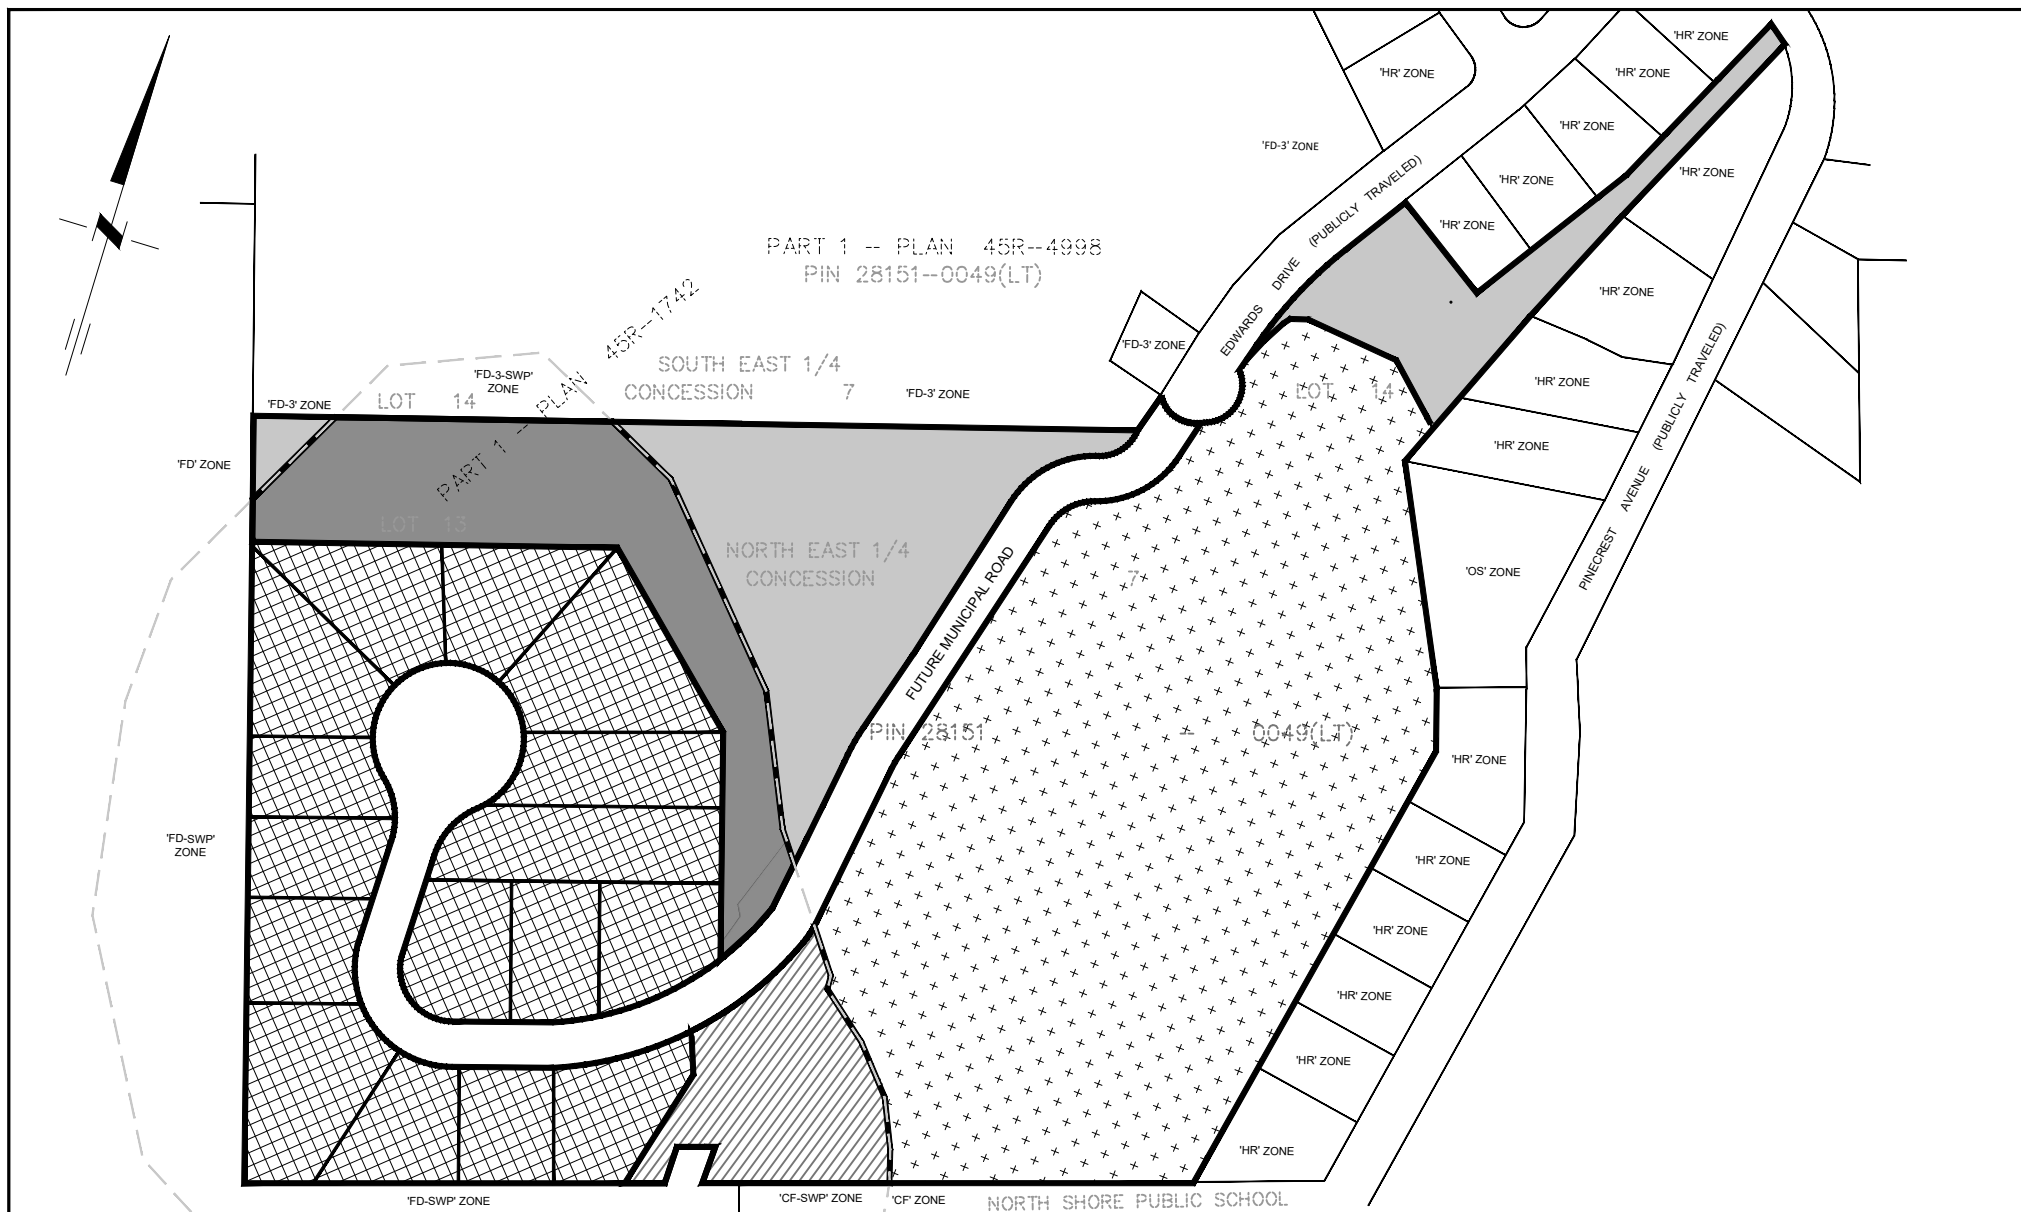 'HR' ZONE
'HR' ZONE
'HR' ZONE
'HR' ZONE
'FD-3' ZONE
'HR' ZONE
'HR' ZONE
'HR' ZONE
EDWARDS DRIVE (PUBLICLY TRAVELED)
PART 1 -- PLAN 45R--4998
PIN 28151--0049(LT)
'HR' ZONE
PART 1 -- PLAN 45R--1742
'FD-3' ZONE
SOUTH EAST 1/4
CONCESSION 7
'FD-3-SWP'
ZONE
'FD-3' ZONE
LOT 14
'FD-3' ZONE
LOT 14
'HR' ZONE
PINECREST AVENUE (PUBLICLY TRAVELED)
'HR' ZONE
'FD' ZONE
LOT 13
NORTH EAST 1/4
CONCESSION 7
'OS' ZONE
FUTURE MUNICIPAL ROAD
PIN 28151 - 0049(LT)
'HR' ZONE
'FD-SWP'
ZONE
'HR' ZONE
'HR' ZONE
'HR' ZONE
'HR' ZONE
'HR' ZONE
'FD-SWP' ZONE
'CF-SWP' ZONE
'CF' ZONE
NORTH SHORE PUBLIC SCHOOL